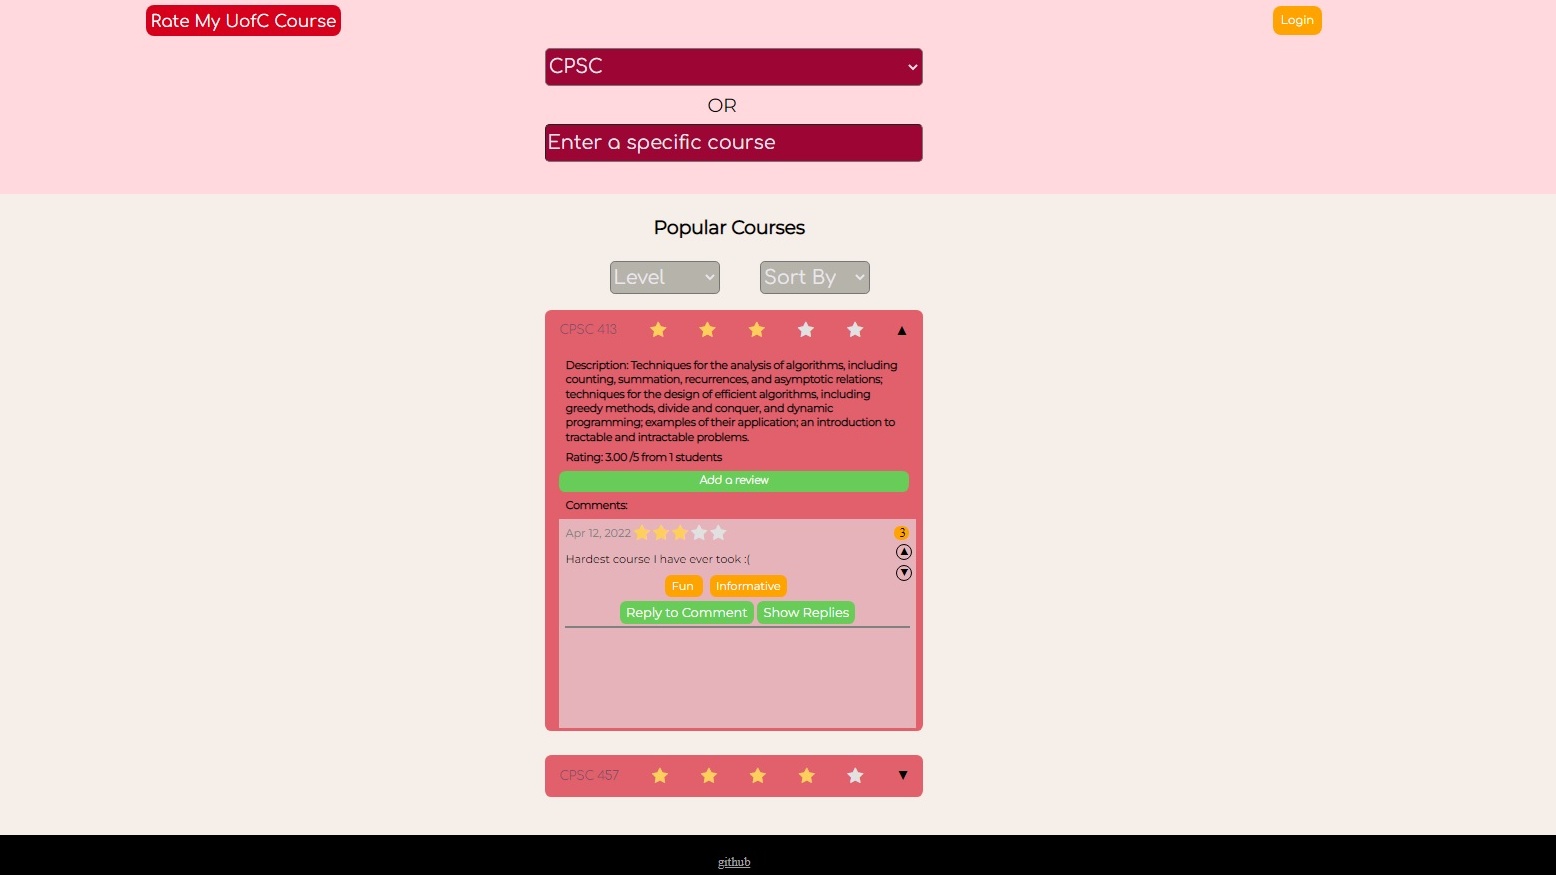 Rate My UofC Course
Login
CPSC
OR
Enter a specific course
Popular Courses
Level
Sort By
CPSC 413
Description: Techniques for the analysis of algorithms, including
counting, summation, recurrences, and asymptotic relations;
techniques for the design of efficient algorithms, including
greedy methods, divide and conquer, and dynamic
programming; examples of their application; an introduction to
tractable and intractable problems.
Rating: 3.00 /5 from 1 students
Add a review
Comments:
Apr 12, 2022
3
Hardest course I have ever took :(
Fun
Informative
Reply to Comment
Show Replies
CPSC 457
github